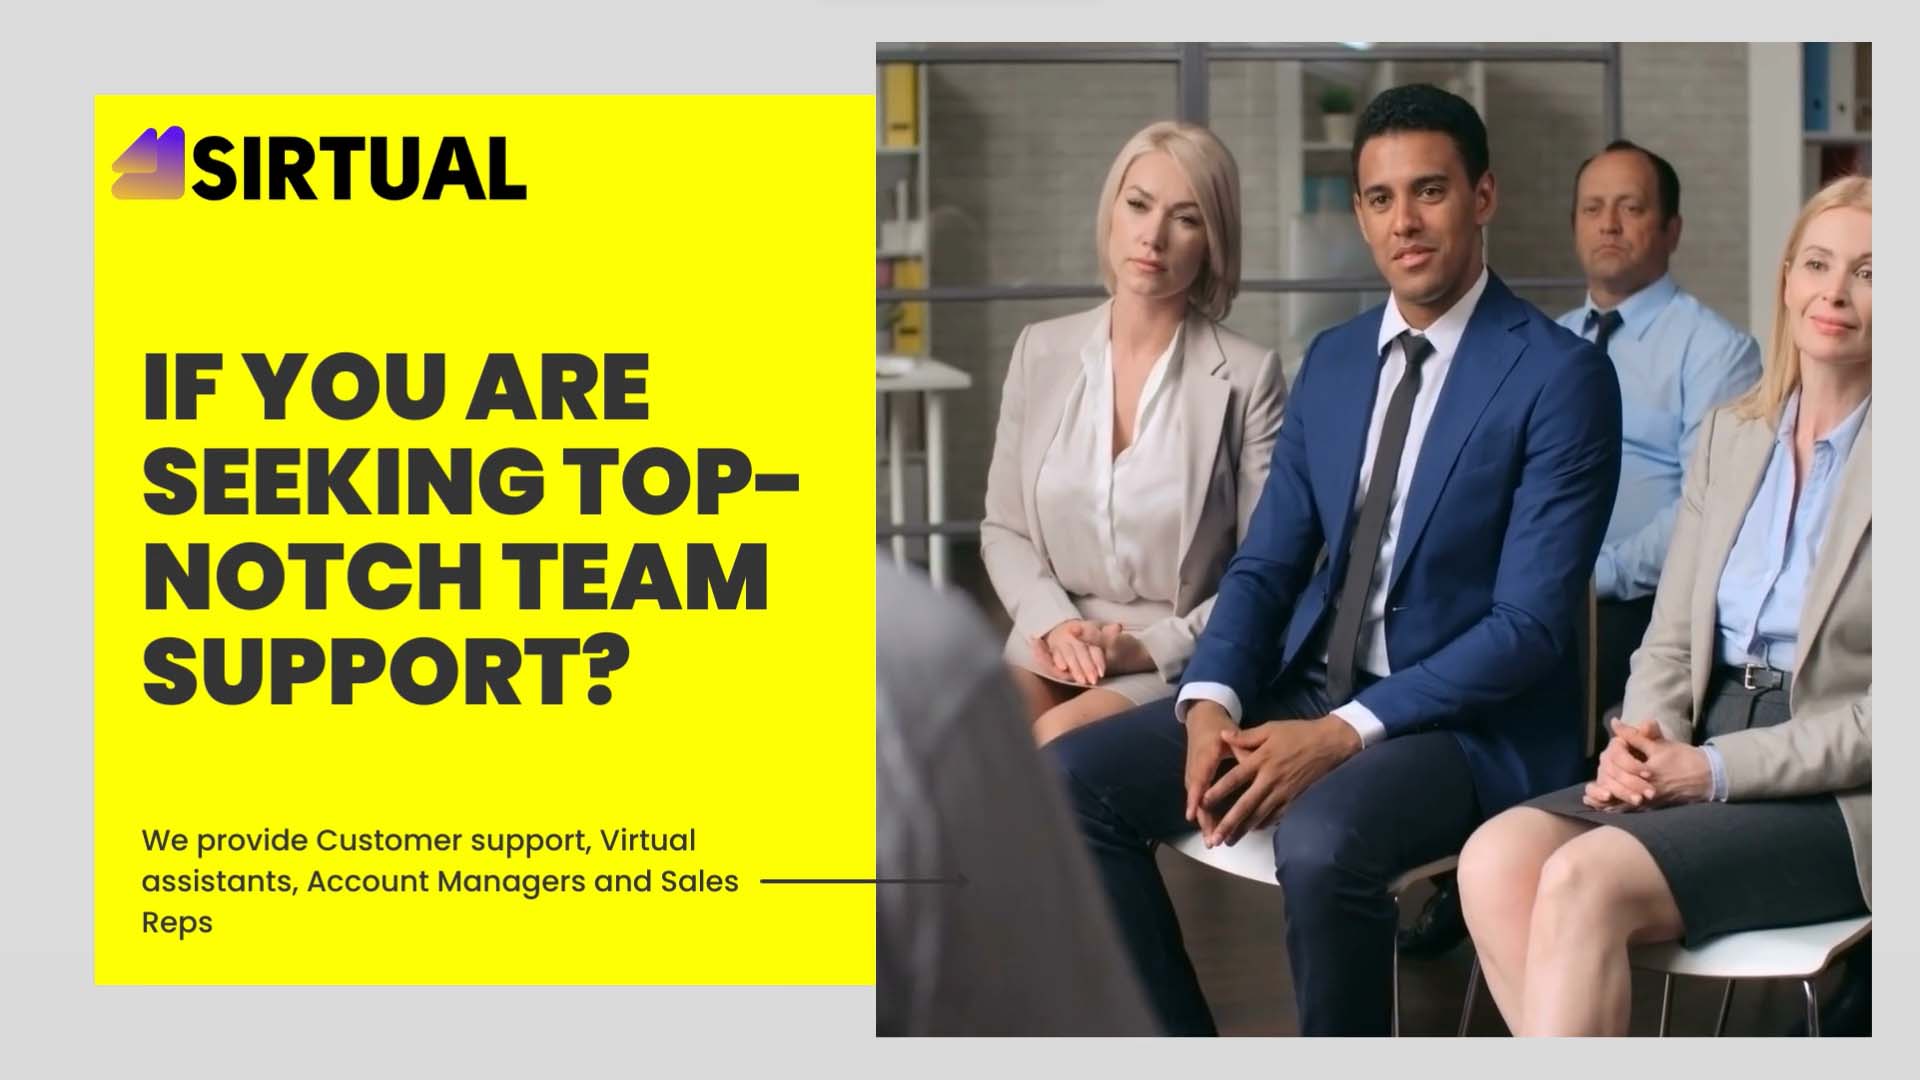 SIRTUAL
IF YOU ARE
SEEKING TOP-
NOTCH TEAM
SUPPORT?
We provide Customer support, Virtual
assistants, Account Managers and Sales
Reps